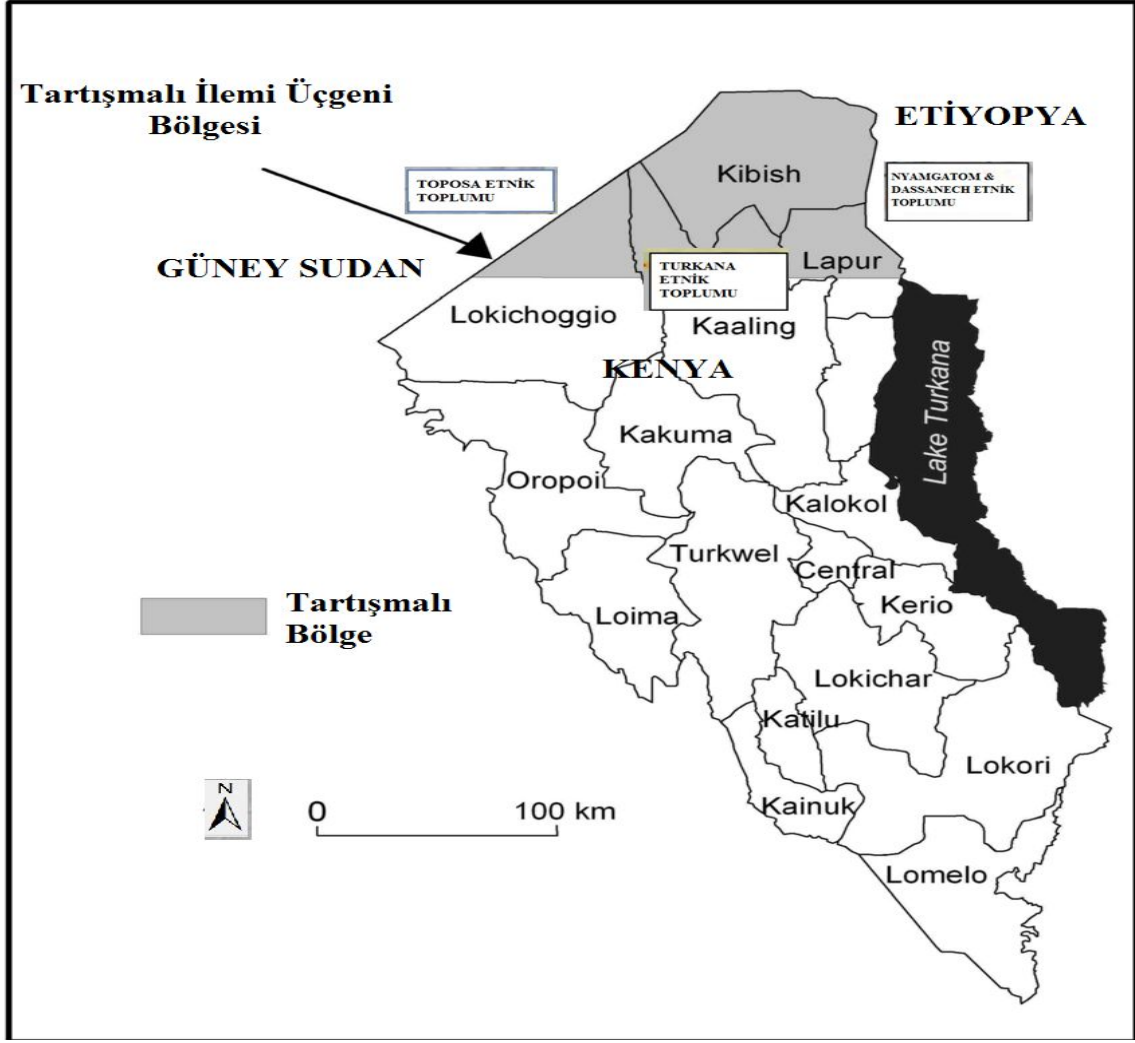 Tartışmalı İlemi Üçgeni
Bölgesi
ETİYOPYA
TOPOSA ETNİK
TOPLUMU
Kibish
NYAMGATOM &
DASSANECH ETNİK
TOPLUMU
GÜNEY SUDAN
TURKANA
ETNİK
TOPLUMU
Lapur
Lokichoggio
Kaaling
KENYA
Lake Turkana
Kakuma
Oropoi
Kalokol
Turkwel
Central
Kerio
Tartışmalı
Bölge
Loima
Lokichar
Katilu
Lokori
N
0
100 km
Kainuk
Lomelo